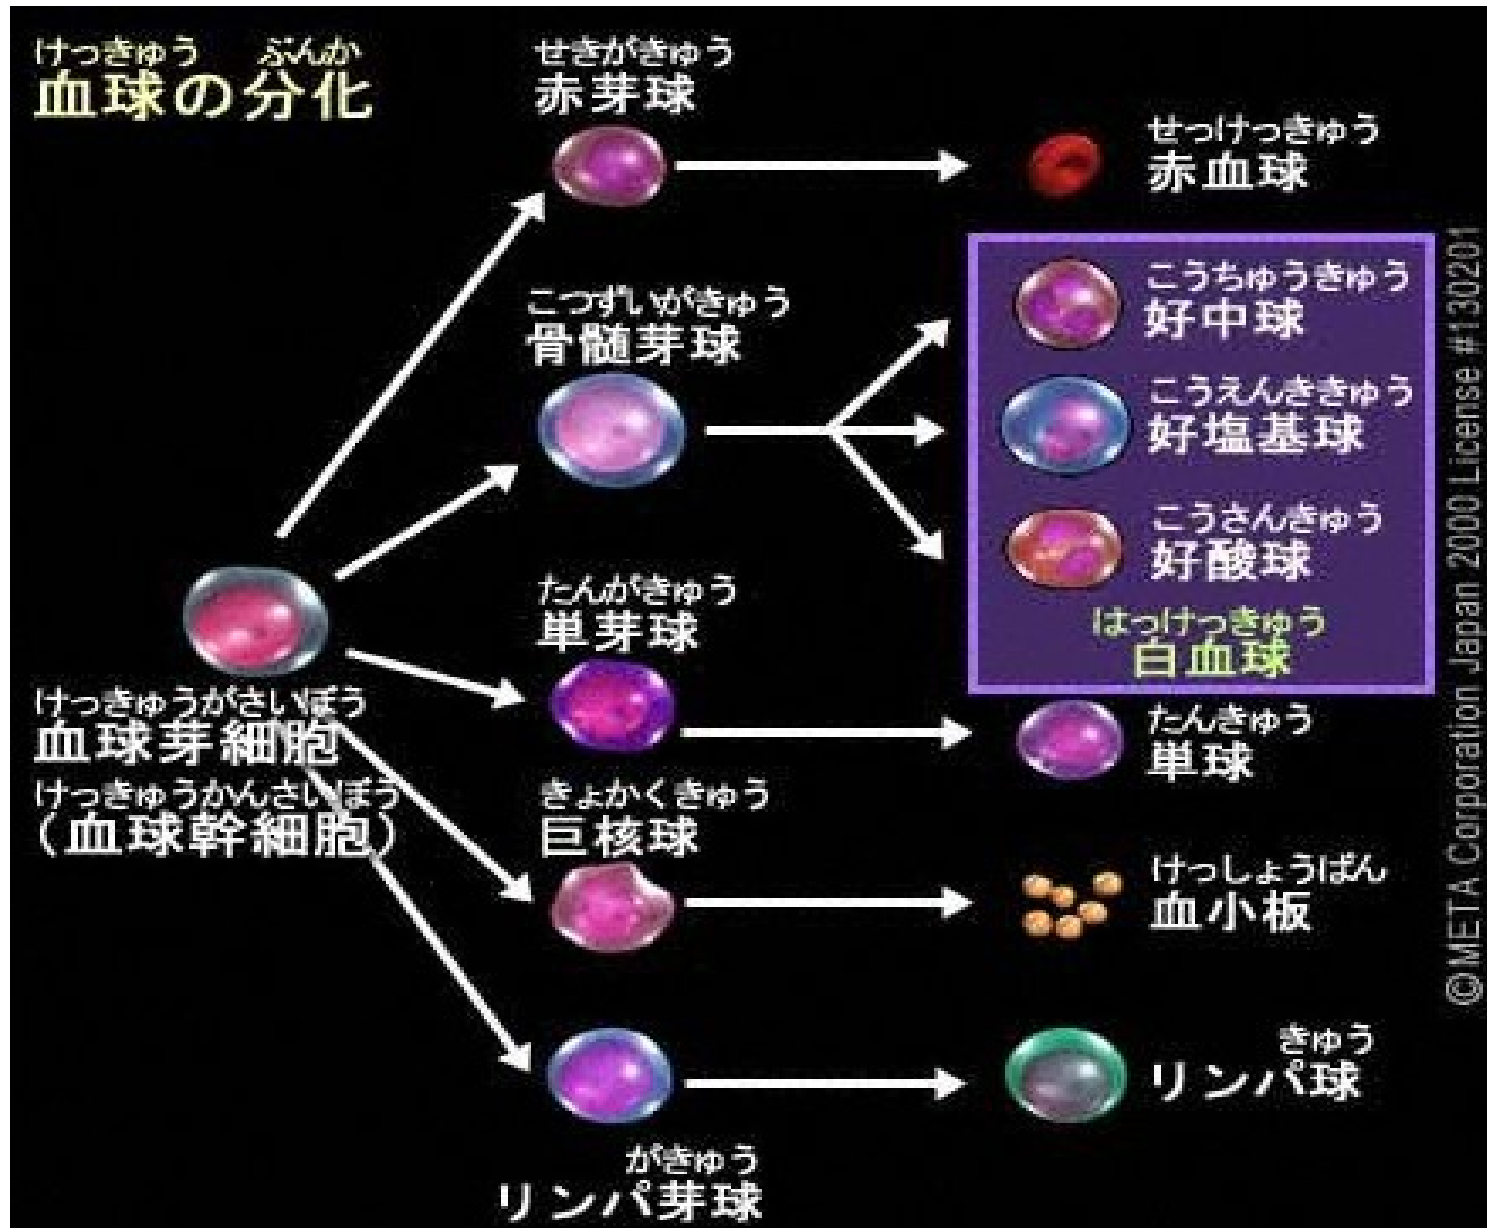 けっきゅう ぶんか
血球の分化
せきがきゅう
赤芽球
せっけっきゅう
赤血球
こつずいがきゅう
骨髄芽球
こうちゅうきゅう
好中球
こうえんききゅう
好塩基球
こうさんきゅう
好酸球
はっけっきゅう
白血球
けっきゅうがさいぼう
血球芽細胞
けっきゅうかんさいぼう
(血球幹細胞)
たんがきゅう
単芽球
たんきゅう
単球
きょかくきゅう
巨核球
けっしょうばん
血小板
がきゅう
リンパ芽球
きゅう
リンパ球
©META Corporation Japan 2000 License #130201